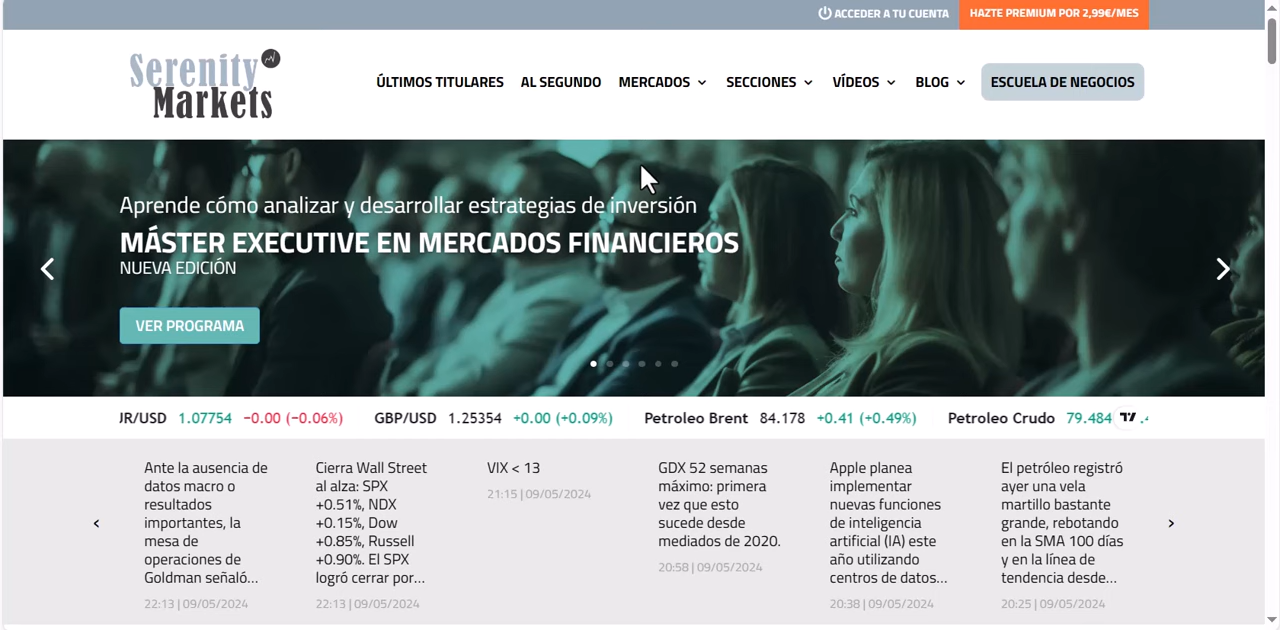 ACCEDER A TU CUENTA
HAZTE PREMIUM POR 2,99€/MES
Serenity
Markets
ÚLTIMOS TITULARES
AL SEGUNDO
MERCADOS
SECCIONES
VÍDEOS
BLOG
ESCUELA DE NEGOCIOS
Aprende cómo analizar y desarrollar estrategias de inversión
MÁSTER EXECUTIVE EN MERCADOS FINANCIEROS
NUEVA EDICIÓN
VER PROGRAMA
JR/USD 1.07754 −0.00 (−0.06%) GBP/USD 1.25354 +0.00 (+0.09%) Petroleo Brent 84.178 +0.41 (+0.49%) Petroleo Crudo 79.484
Ante la ausencia de
datos macro o
resultados
importantes, la
mesa de
operaciones de
Goldman señaló...
22:13 | 09/05/2024
Cierra Wall Street
al alza: SPX
+0.51%, NDX
+0.15%, Dow
+0.85%, Russell
+0.90%. El SPX
logró cerrar por...
22:13 | 09/05/2024
VIX < 13
21:15 | 09/05/2024
GDX 52 semanas
máximo: primera
vez que esto
sucede desde
mediados de 2020.
20:58 | 09/05/2024
Apple planea
implementar
nuevas funciones
de inteligencia
artificial (IA) este
año utilizando
centros de datos...
20:38 | 09/05/2024
El petróleo registró
ayer una vela
martillo bastante
grande, rebotando
en la SMA 100 días
y en la línea de
tendencia desde...
20:25 | 09/05/2024